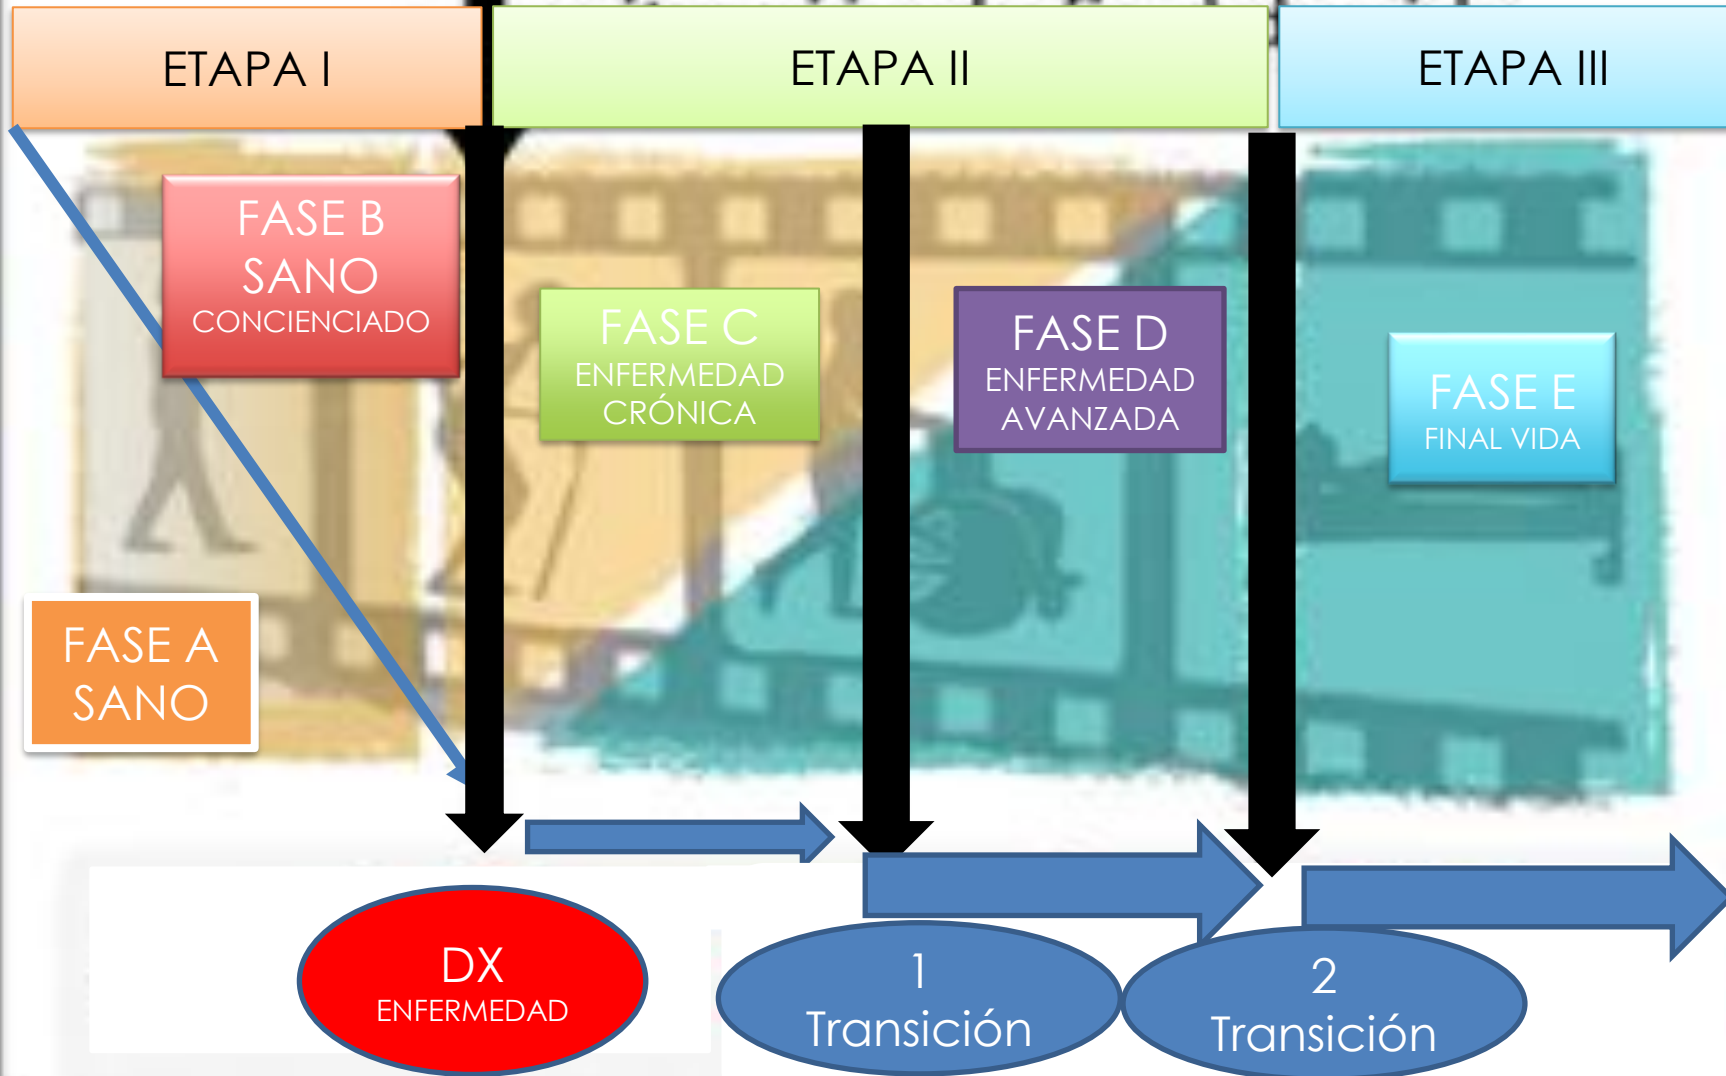 ETAPA I
ETAPA II
ETAPA III
FASE B
SANO
CONCIENCIADO
FASE C
ENFERMEDAD
CRÓNICA
FASE D
ENFERMEDAD
AVANZADA
FASE E
FINAL VIDA
FASE A
SANO
DX
ENFERMEDAD
1
Transición
2
Transición